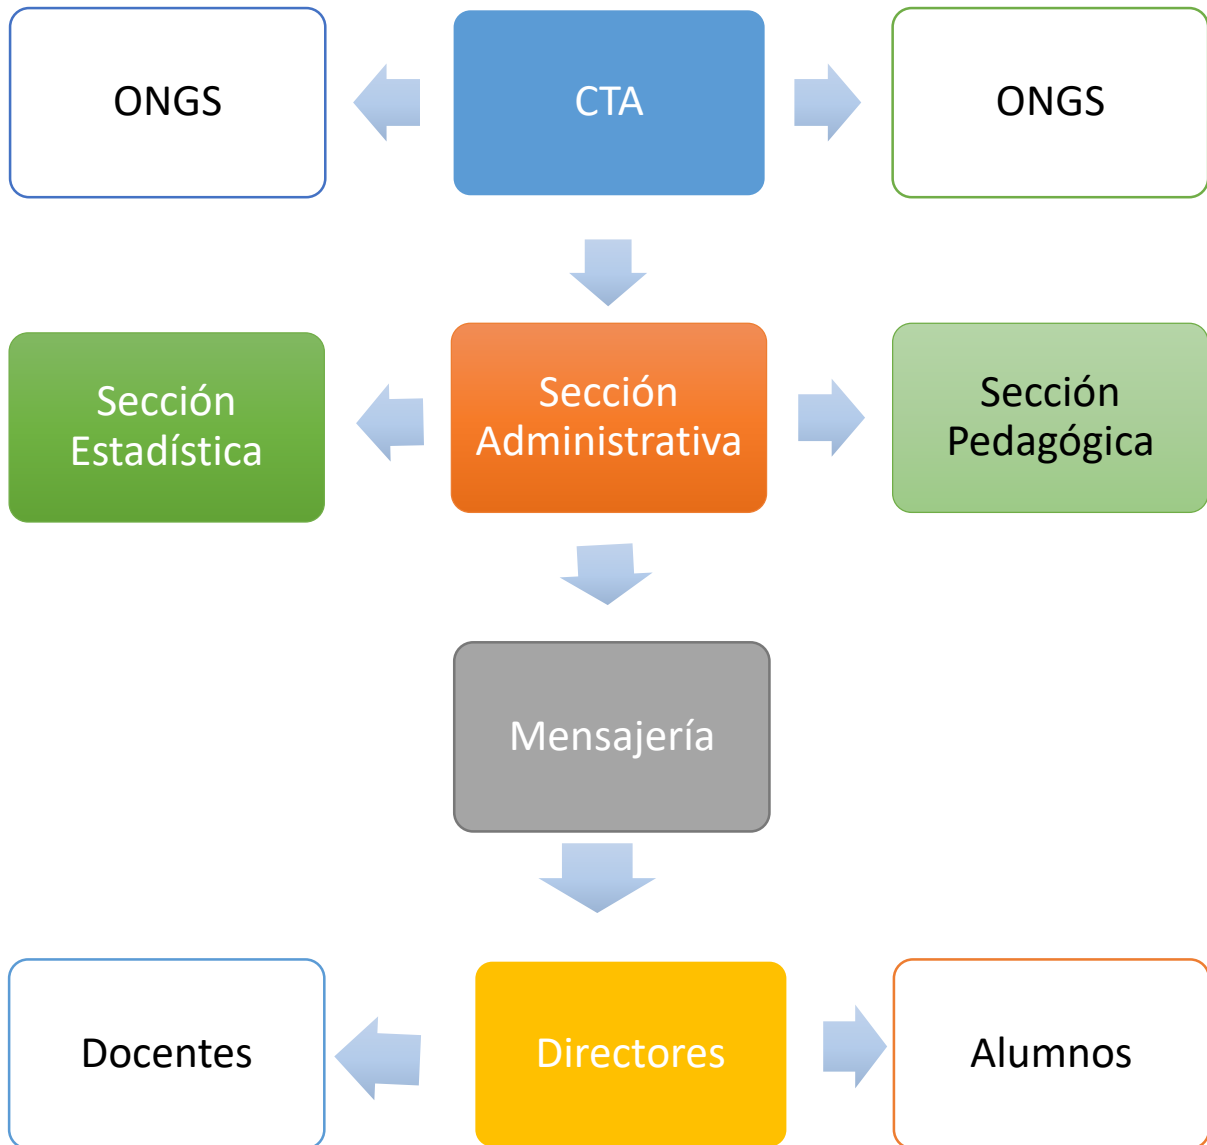 ONGS
CTA
ONGS
Sección
Estadística
Sección
Administrativa
Sección
Pedagógica
Mensajería
Docentes
Directores
Alumnos